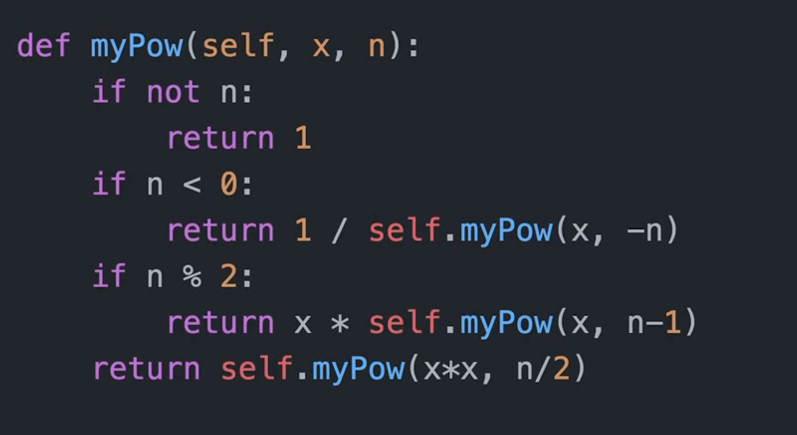 def myPow(self, x, n):
    if not n:
        return 1
    if n < 0:
        return 1 / self.myPow(x, -n)
    if n % 2:
        return x * self.myPow(x, n-1)
    return self.myPow(x*x, n/2)